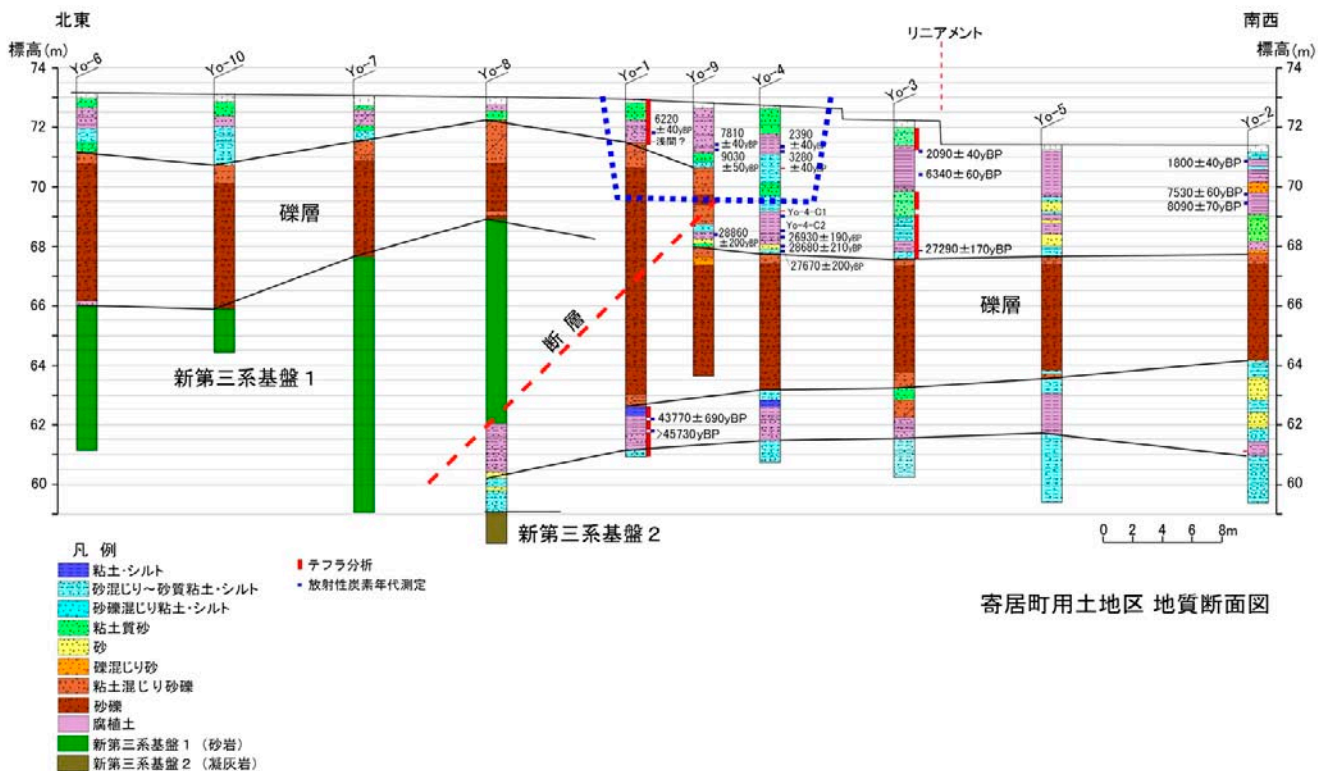 北東
南西
標高(m)
標高(m)
リニアメント
Yo-6
Yo-10
Yo-7
Yo-8
Yo-1
Yo-9
Yo-4
Yo-3
Yo-5
Yo-2
74
72
70
68
66
64
62
60
74
72
70
68
66
64
62
60
6220
±40yBP
浅間？
7810
±40yBP
9030
±50yBP
2390
±40yBP
3280
±40yBP
2090±40yBP
6340±60yBP
1800±40yBP
7530±60yBP
8090±70yBP
Yo-4-C1
Yo-4-C2
28860
±200yBP
26930±190yBP
28680±210yBP
27670±200yBP
27290±170yBP
礫層
礫層
断層
新第三系基盤１
43770±690yBP
>45730yBP
新第三系基盤２
0 2 4 6 8m
凡 例
粘土・シルト
砂混じり～砂質粘土・シルト
砂礫混じり粘土・シルト
粘土質砂
砂
礫混じり砂
粘土混じり砂礫
砂礫
腐植土
新第三系基盤１（砂岩）
新第三系基盤２（凝灰岩）
テフラ分析
放射性炭素年代測定
寄居町用土地区 地質断面図